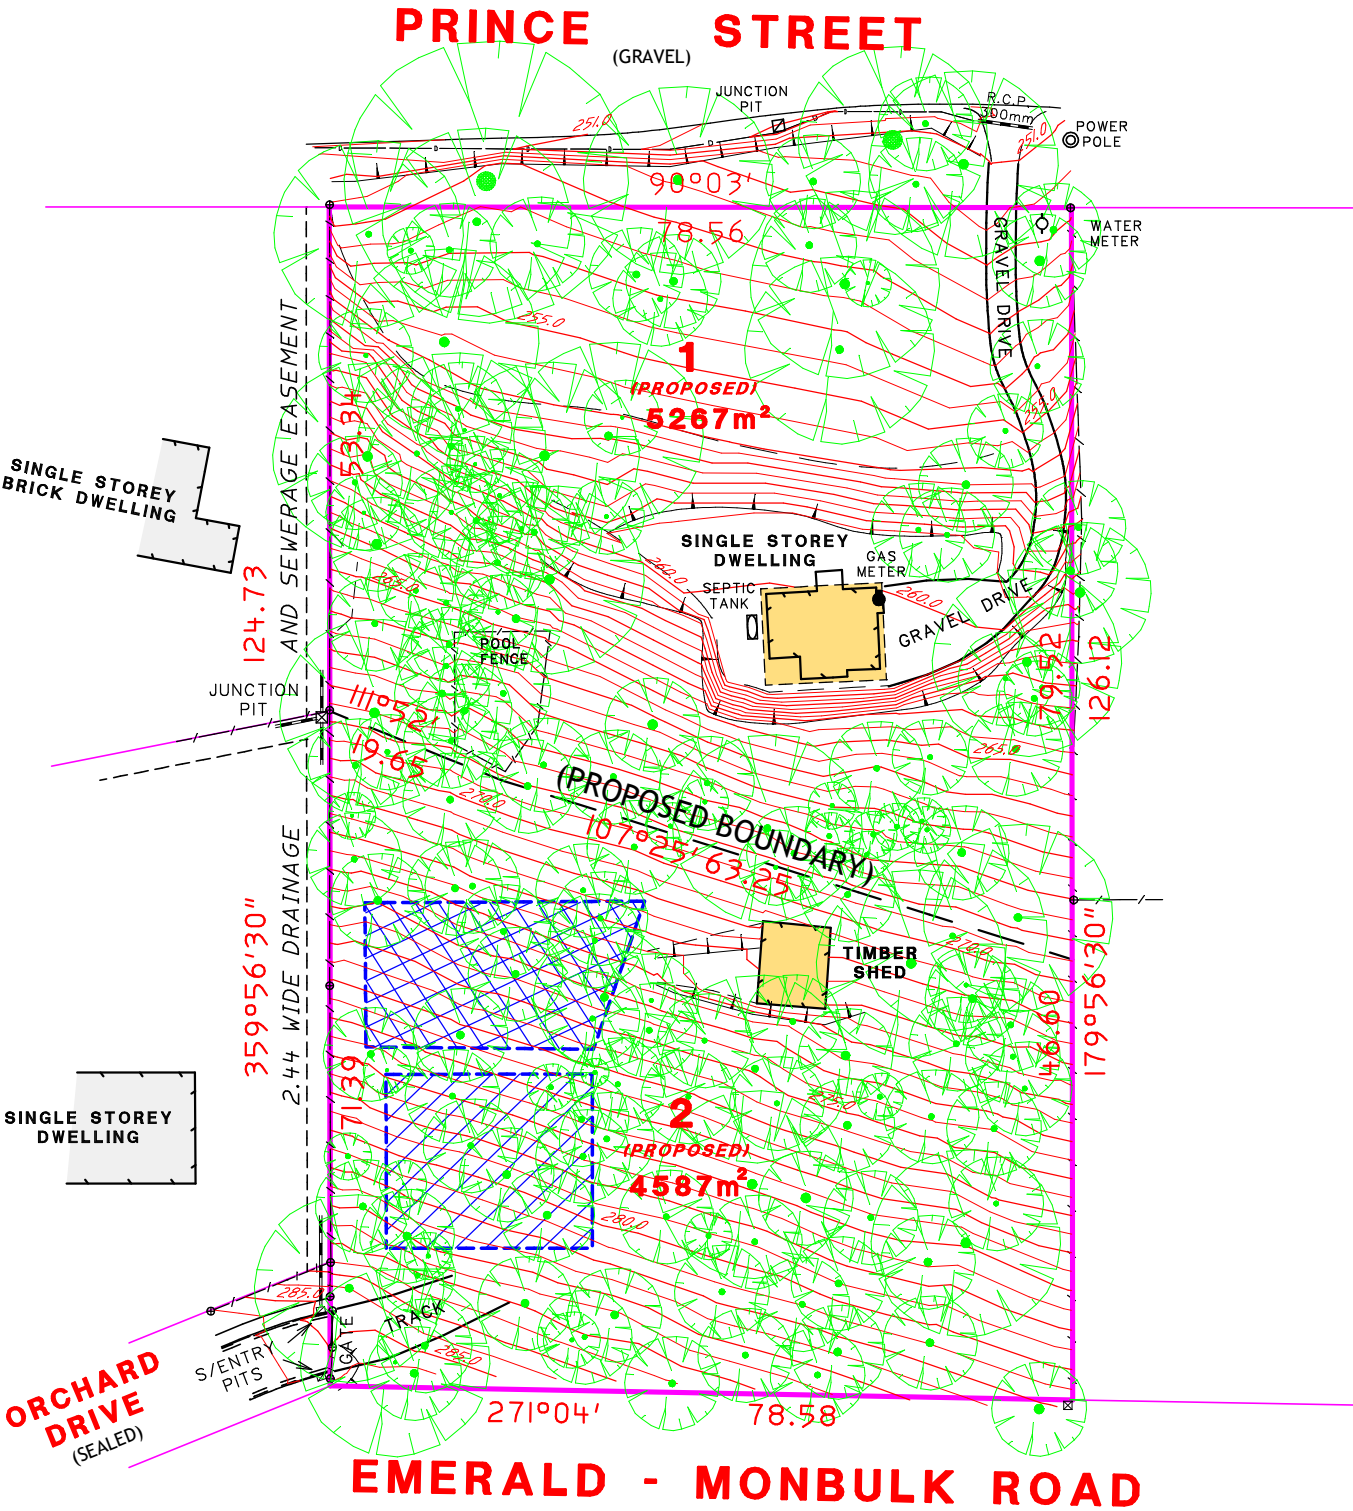 PRINCE STREET
(GRAVEL)
JUNCTION
PIT
R.C.P.
300mm
251.0
251.0
POWER
POLE
90°03'
78.56
WATER
METER
GRAVEL DRIVE
255.0
1
(PROPOSED)
5267m²
255.0
53.34
AND SEWERAGE EASEMENT
SINGLE STOREY
BRICK DWELLING
SINGLE STOREY
DWELLING
GAS
METER
260.0
SEPTIC
TANK
260.0
GRAVEL DRIVE
265.0
124.73
POOL
FENCE
79.52
126.12
JUNCTION
PIT
111°52'
19.65
265.0
270.0
(PROPOSED BOUNDARY)
107°25' 63.25
2.44 WIDE DRAINAGE
359°56'30"
270.0
TIMBER
SHED
46.60
179°56'30"
71.39
SINGLE STOREY
DWELLING
275.0
2
(PROPOSED)
4587m²
280.0
285.0
TRACK
GATE
S/ENTRY
PITS
285.0
ORCHARD
DRIVE
(SEALED)
271°04'
78.58
EMERALD - MONBULK ROAD